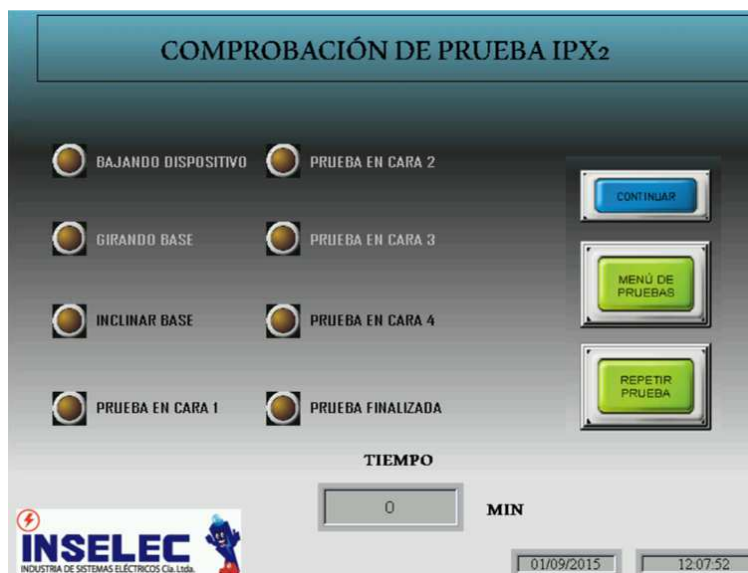 COMPROBACIÓN DE PRUEBA IPX2
BAJANDO DISPOSITIVO
PRUEBA EN CARA 2
GIRANDO BASE
PRUEBA EN CARA 3
INCLINAR BASE
PRUEBA EN CARA 4
PRUEBA EN CARA 1
PRUEBA FINALIZADA
CONTINUAR
MENÚ DE
PRUEBAS
REPETIR
PRUEBA
TIEMPO
0
MIN
INSELEC
INDUSTRIA DE SISTEMAS ELÉCTRICOS Cía. Ltda.
01/09/2015
12:07:52